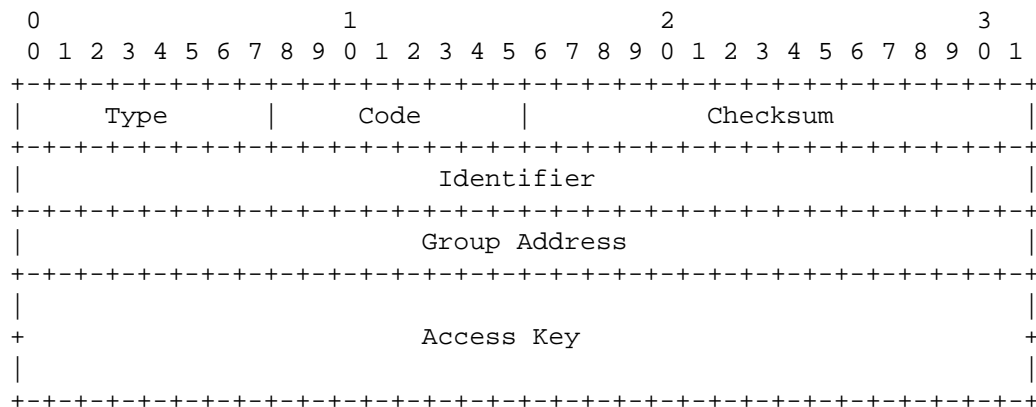 0                   1                   2                   3
 0 1 2 3 4 5 6 7 8 9 0 1 2 3 4 5 6 7 8 9 0 1 2 3 4 5 6 7 8 9 0 1
+-+-+-+-+-+-+-+-+-+-+-+-+-+-+-+-+-+-+-+-+-+-+-+-+-+-+-+-+-+-+-+-+
|     Type      |     Code      |           Checksum            |
+-+-+-+-+-+-+-+-+-+-+-+-+-+-+-+-+-+-+-+-+-+-+-+-+-+-+-+-+-+-+-+-+
|                          Identifier                           |
+-+-+-+-+-+-+-+-+-+-+-+-+-+-+-+-+-+-+-+-+-+-+-+-+-+-+-+-+-+-+-+-+
|                         Group Address                         |
+-+-+-+-+-+-+-+-+-+-+-+-+-+-+-+-+-+-+-+-+-+-+-+-+-+-+-+-+-+-+-+-+
|                                                               |
+                         Access Key                            +
|                                                               |
+-+-+-+-+-+-+-+-+-+-+-+-+-+-+-+-+-+-+-+-+-+-+-+-+-+-+-+-+-+-+-+-+